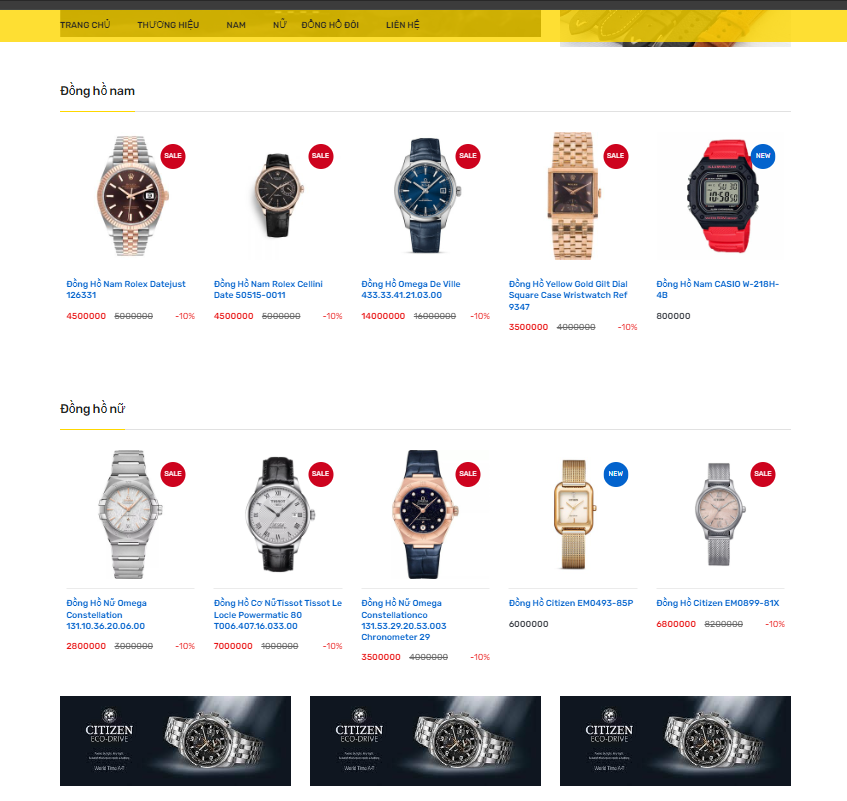 TRANG CHỦ THƯƠNG HIỆU NAM NỮ ĐỒNG HỒ ĐÔI LIÊN HỆ
Đồng hồ nam
SALE SALE SALE SALE NEW
Đồng Hồ Nam Rolex Datejust
126331
4500000 5000000 -10%
Đồng Hồ Nam Rolex Cellini
Date 50515-0011
4500000 5000000 -10%
Đồng Hồ Omega De Ville
433.33.41.21.03.00
14000000 16000000 -10%
Đồng Hồ Yellow Gold Gilt Dial
Square Case Wristwatch Ref
9347
3500000 4000000 -10%
Đồng Hồ Nam CASIO W-218H-
4B
800000
Đồng hồ nữ
SALE SALE SALE NEW SALE
Đồng Hồ Nữ Omega
Constellation
131.10.36.20.06.00
2800000 3000000 -10%
Đồng Hồ Cơ NữTissot Tissot Le
Locle Powermatic 80
T006.407.16.033.00
7000000 1000000 -10%
Đồng Hồ Nữ Omega
Constellationco
131.53.29.20.53.003
Chronometer 29
3500000 4000000 -10%
Đồng Hồ Citizen EM0493-85P
6000000
Đồng Hồ Citizen EM0899-81X
6800000 8200000 -10%
CITIZEN
ECO-DRIVE
World Time A-T
CITIZEN
ECO-DRIVE
World Time A-T
CITIZEN
ECO-DRIVE
World Time A-T